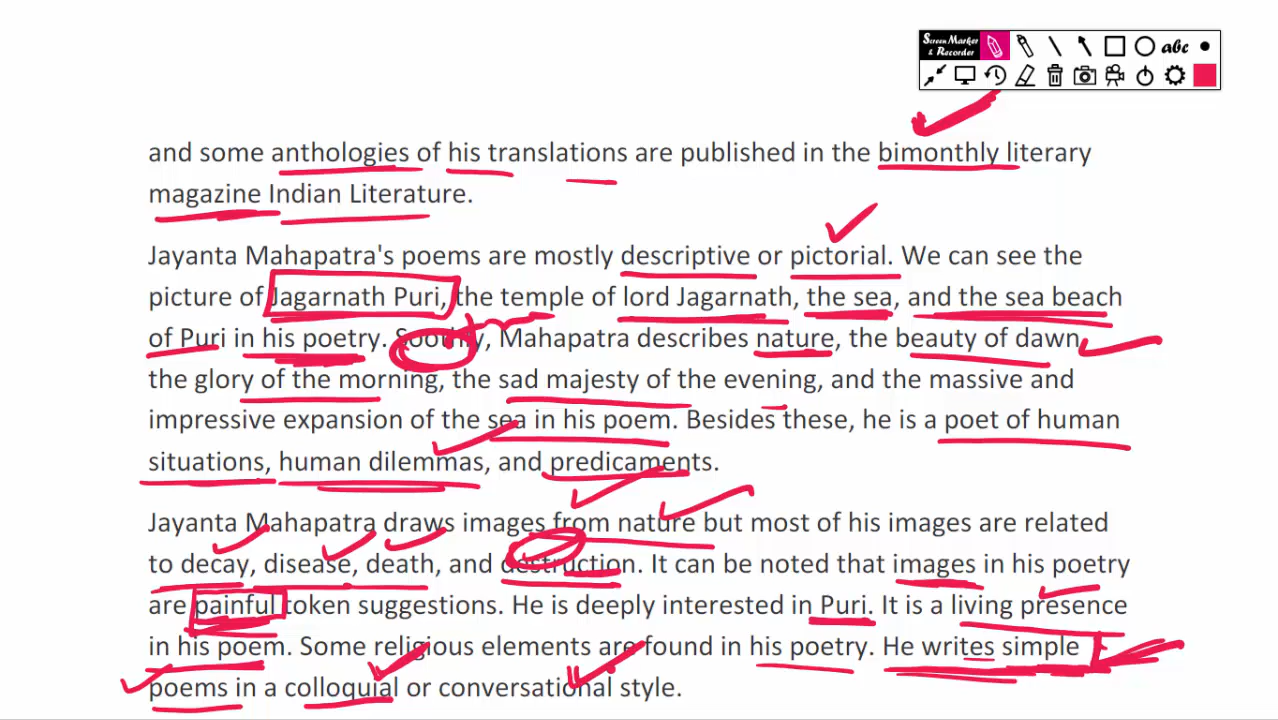 Screen Marker
& Recorder
abc
and some anthologies of his translations are published in the bimonthly literary
magazine Indian Literature.
Jayanta Mahapatra's poems are mostly descriptive or pictorial. We can see the
picture of Jagarnath Puri, the temple of lord Jagarnath, the sea, and the sea beach
of Puri in his poetry. Soothly, Mahapatra describes nature, the beauty of dawn
the glory of the morning, the sad majesty of the evening, and the massive and
impressive expansion of the sea in his poem. Besides these, he is a poet of human
situations, human dilemmas, and predicaments.
Jayanta Mahapatra draws images from nature but most of his images are related
to decay, disease, death, and destruction. It can be noted that images in his poetry
are painful token suggestions. He is deeply interested in Puri. It is a living presence
in his poem. Some religious elements are found in his poetry. He writes simple
poems in a colloquial or conversational style.